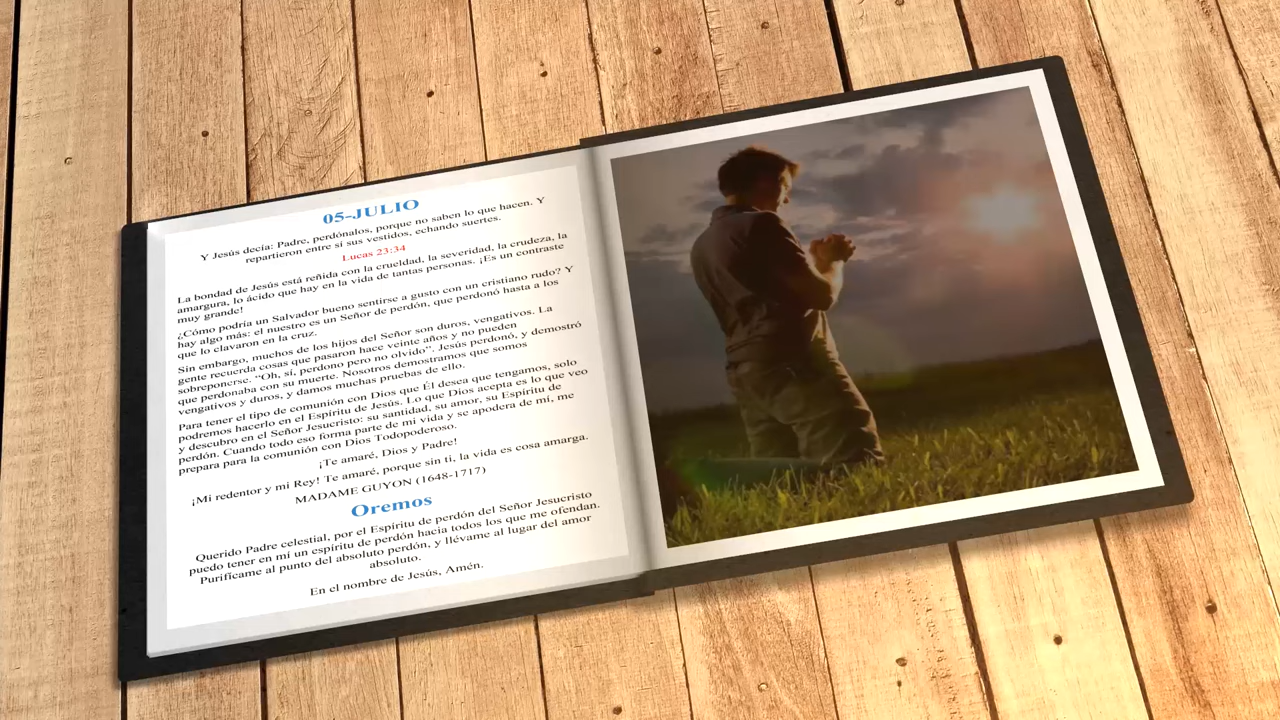 05-JULIO
Y Jesús decía: Padre, perdónalos, porque no saben lo que hacen. Y
repartieron entre sí sus vestidos, echando suertes.
Lucas 23:34
La bondad de Jesús está reñida con la crueldad, la severidad, la crudeza, la
amargura, lo ácido que hay en la vida de tantas personas. ¡Es un contraste
muy grande!
¿Cómo podría un Salvador bueno sentirse a gusto con un cristiano rudo? Y
hay algo más: el nuestro es un Señor de perdón, que perdonó hasta a los
que lo clavaron en la cruz.
Sin embargo, muchos de los hijos del Señor son duros, vengativos. La
gente recuerda cosas que pasaron hace veinte años y no pueden
sobreponerse. “Oh, sí, perdono pero no olvido”. Jesús perdonó, y demostró
que perdonaba con su muerte. Nosotros demostramos que somos
vengativos y duros, y damos muchas pruebas de ello.
Para tener el tipo de comunión con Dios que Él desea que tengamos, solo
podremos hacerlo en el Espíritu de Jesús. Lo que Dios acepta es lo que veo
y descubro en el Señor Jesucristo: su santidad, su amor, su Espíritu de
perdón. Cuando todo eso forma parte de mi vida y se apodera de mí, me
prepara para la comunión con Dios Todopoderoso.
¡Te amaré, Dios y Padre!
¡Mi redentor y mi Rey! Te amaré, porque sin ti, la vida es cosa amarga.
MADAME GUYON (1648-1717)
Oremos
Querido Padre celestial, por el Espíritu de perdón del Señor Jesucristo
puedo tener en mí un espíritu de perdón hacia todos los que me ofendan.
Purifícame al punto del absoluto perdón, y llévame al lugar del amor
absoluto.
En el nombre de Jesús, Amén.